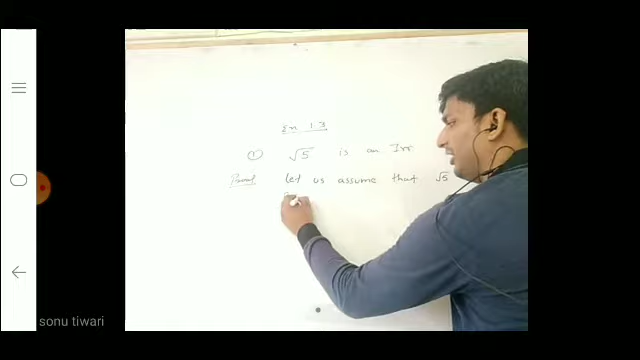 Ex 1.3
① √5 is an Irr
Proof let us assume that √5
sonu tiwari